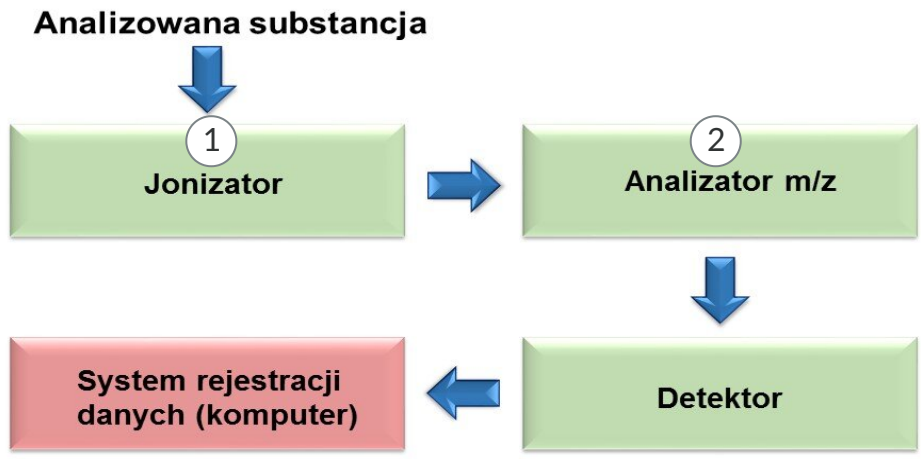 Analizowana substancja
1
Jonizator
2
Analizator m/z
System rejestracji
danych (komputer)
Detektor